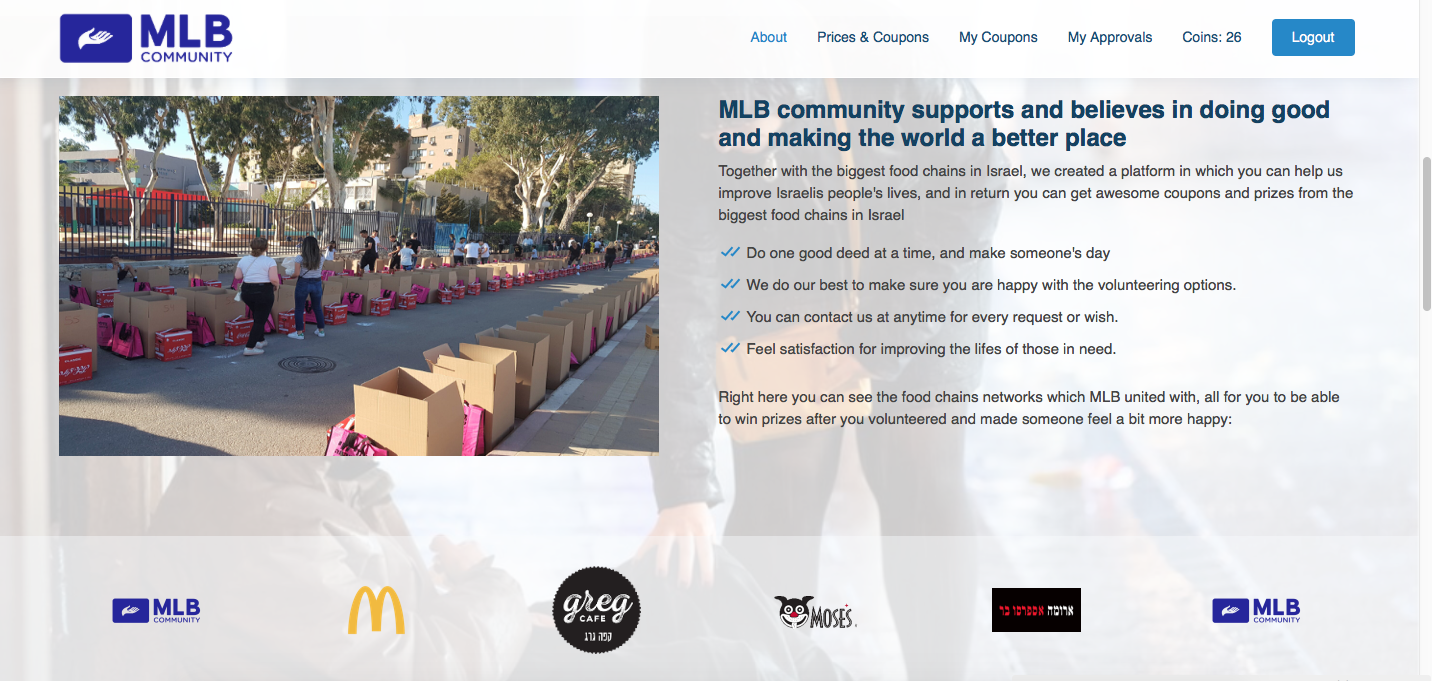 MLB
COMMUNITY
About
Prices & Coupons
My Coupons
My Approvals
Coins: 26
Logout
MLB community supports and believes in doing good
and making the world a better place
Together with the biggest food chains in Israel, we created a platform in which you can help us
improve Israelis people's lives, and in return you can get awesome coupons and prizes from the
biggest food chains in Israel
Do one good deed at a time, and make someone's day
We do our best to make sure you are happy with the volunteering options.
You can contact us at anytime for every request or wish.
Feel satisfaction for improving the lifes of those in need.
Right here you can see the food chains networks which MLB united with, all for you to be able
to win prizes after you volunteered and made someone feel a bit more happy:
MLB
COMMUNITY
greg
CAFE
קפה גרג
MOSES
ארומה אספרסו בר
MLB
COMMUNITY